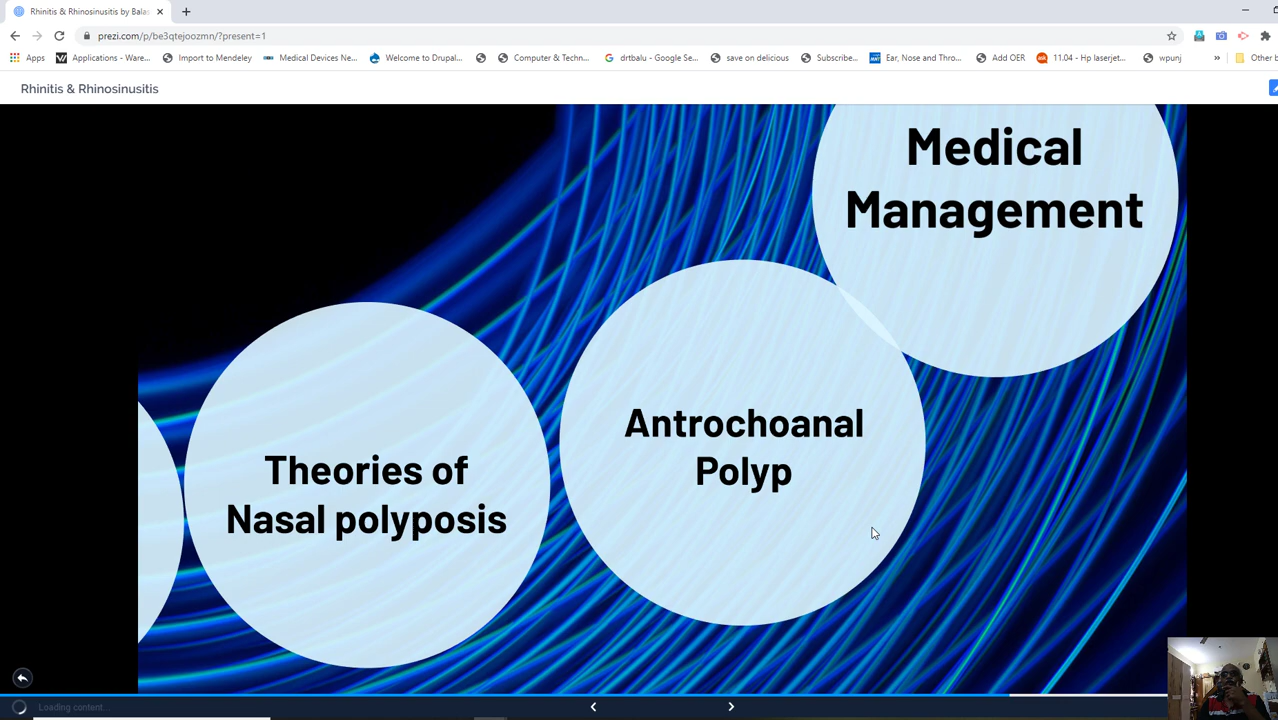 Rhinitis & Rhinosinusitis by Balas
prezi.com/p/be3qtejoozmn/?present=1
Apps
Applications - Ware...
Import to Mendeley
Medical Devices Ne...
Welcome to Drupal...
Computer & Techn...
drtbalu - Google Se...
save on delicious
Subscribe...
Ear, Nose and Thro...
Add OER
11.04 - Hp laserjet...
wpunj
»
Other b
Rhinitis & Rhinosinusitis
Medical
Management
Antrochoanal
Polyp
Theories of
Nasal polyposis
Loading content...